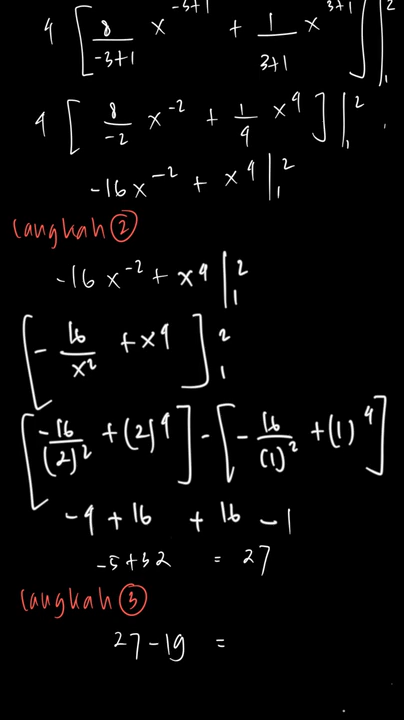 4 [ 8/(-3+1) x^(-3+1) + 1/(3+1) x^(3+1) ] |₁²
4 [ 8/(-2) x^(-2) + 1/4 x^4 ] |₁²
-16x^(-2) + x^4 |₁²
langkah ②
-16x^(-2) + x^4 |₁²
[ - 16/x² + x^4 ]₁²
[ -16/(2)² + (2)^4 ] - [ - 16/(1)² + (1)^4 ]
-4 + 16 + 16 - 1
-5 + 32 = 27
langkah ③
27 - 19 =